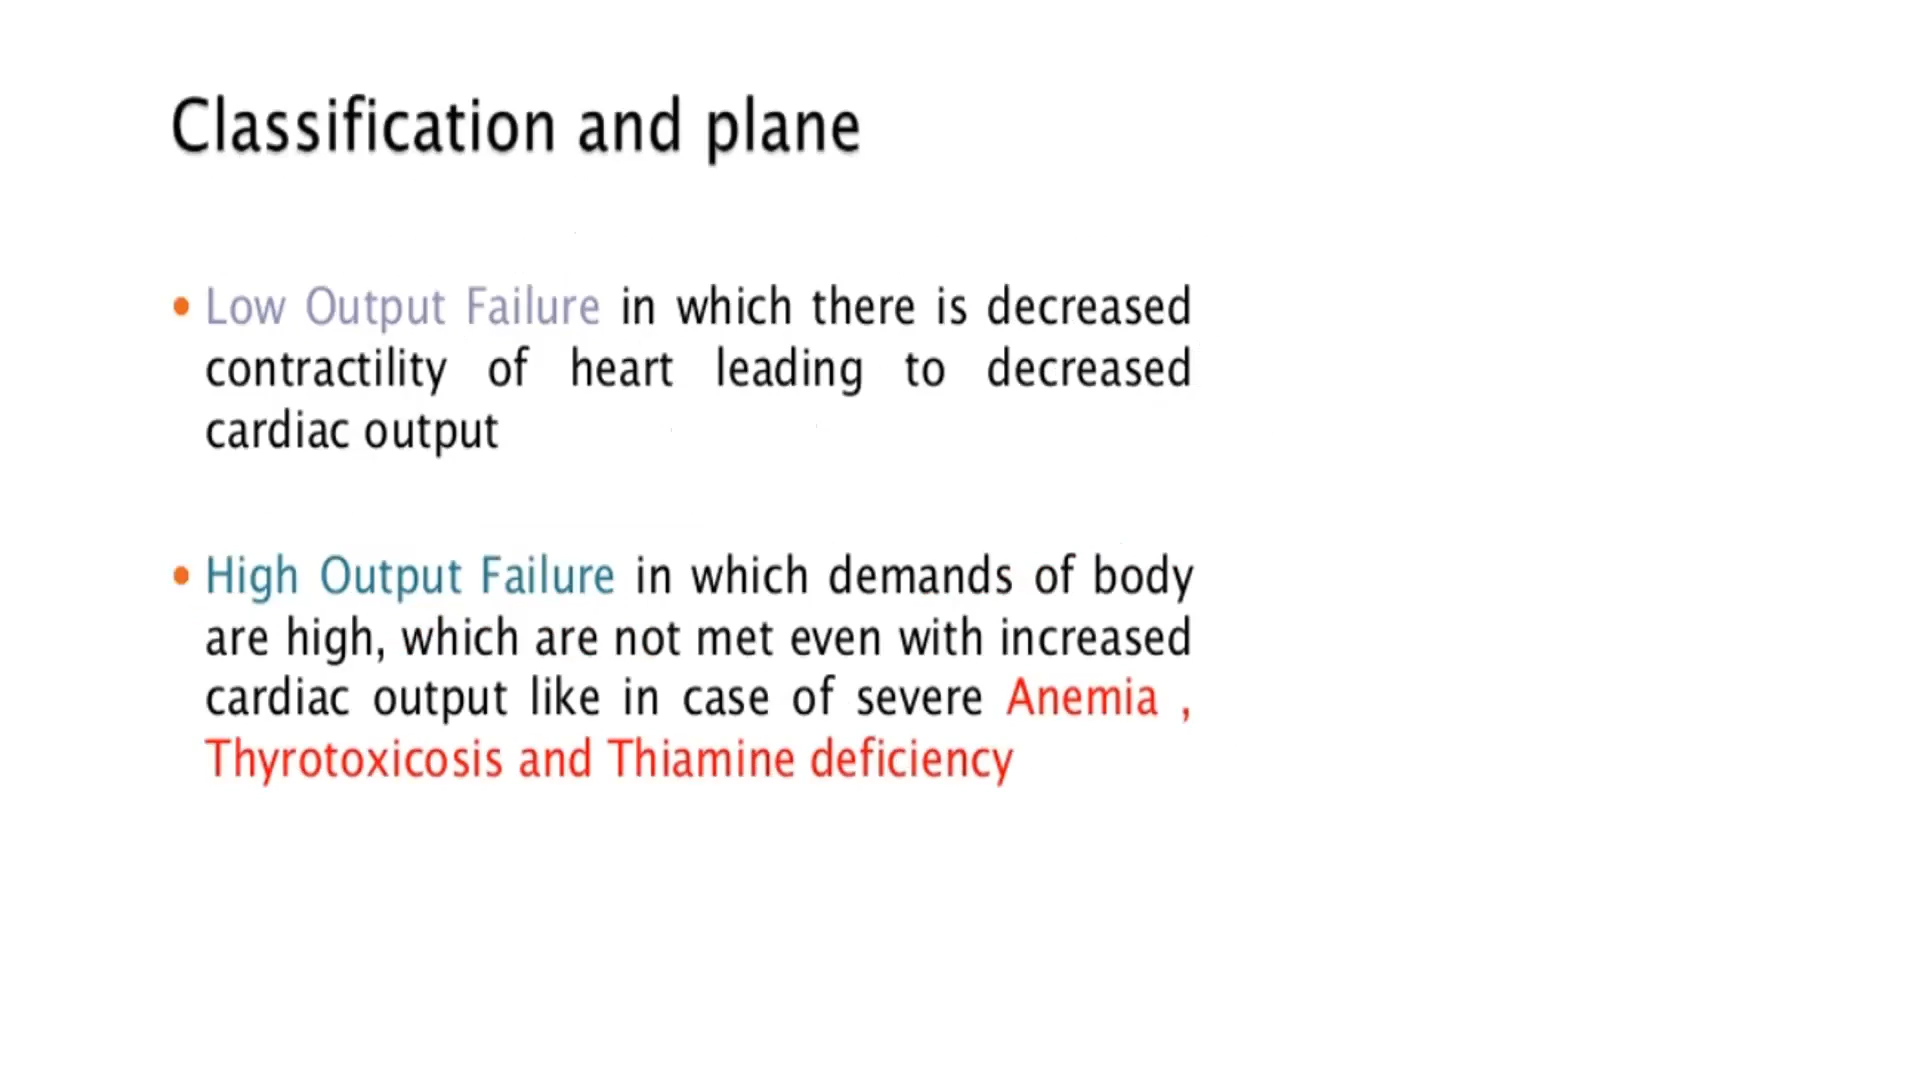 Classification and plane
• Low Output Failure in which there is decreased
contractility of heart leading to decreased
cardiac output
• High Output Failure in which demands of body
are high, which are not met even with increased
cardiac output like in case of severe Anemia ,
Thyrotoxicosis and Thiamine deficiency